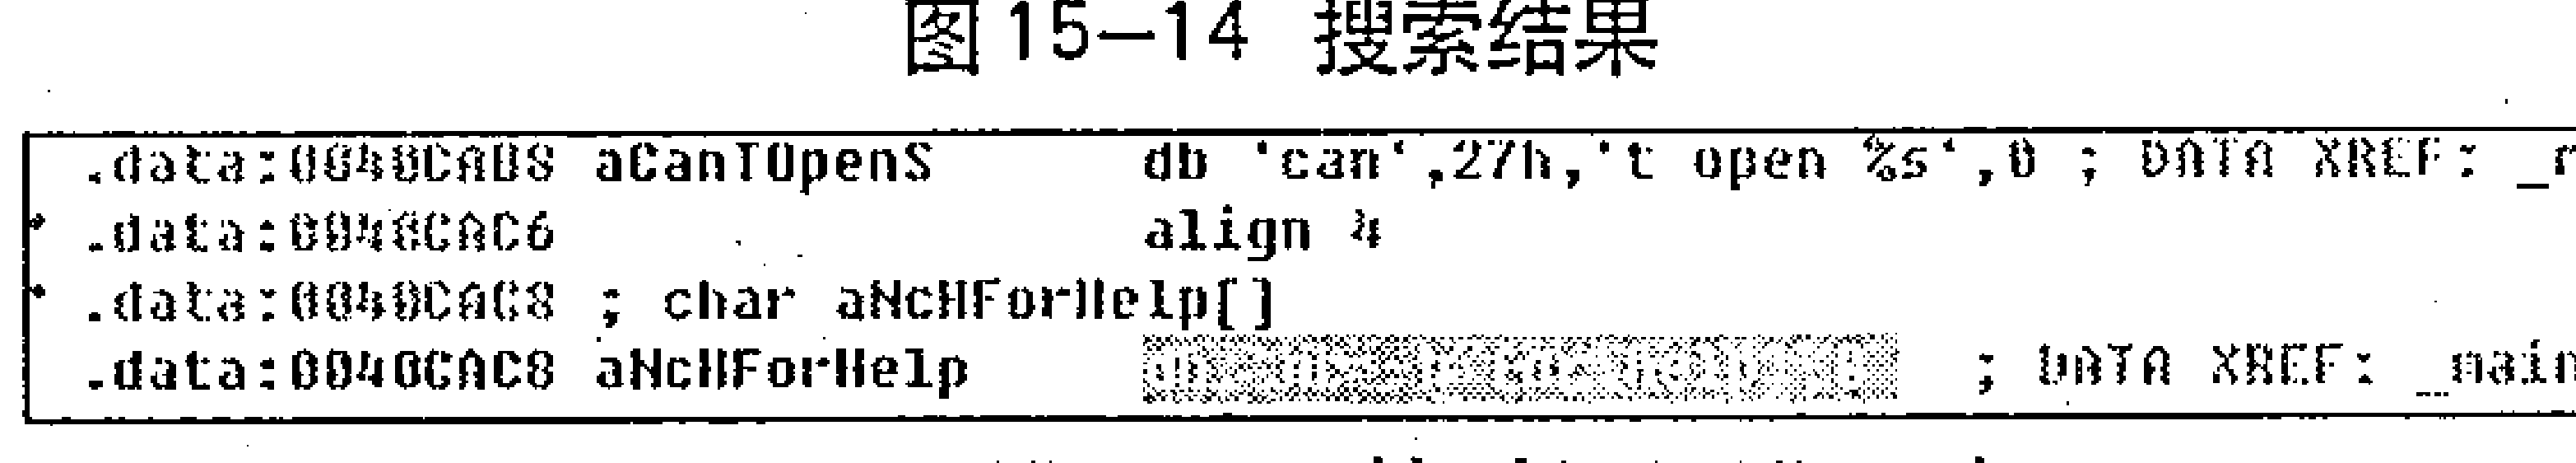 图 15-14 搜索结果
.data:0040CAB8 aCanTOpenS db 'can',27h,'t open %s',0 ; DATA XREF:
.data:0040CAC6 align 4
.data:0040CAC8 ; char aNcHForHelp[]
.data:0040CAC8 aNcHForHelp ; DATA XREF: _main